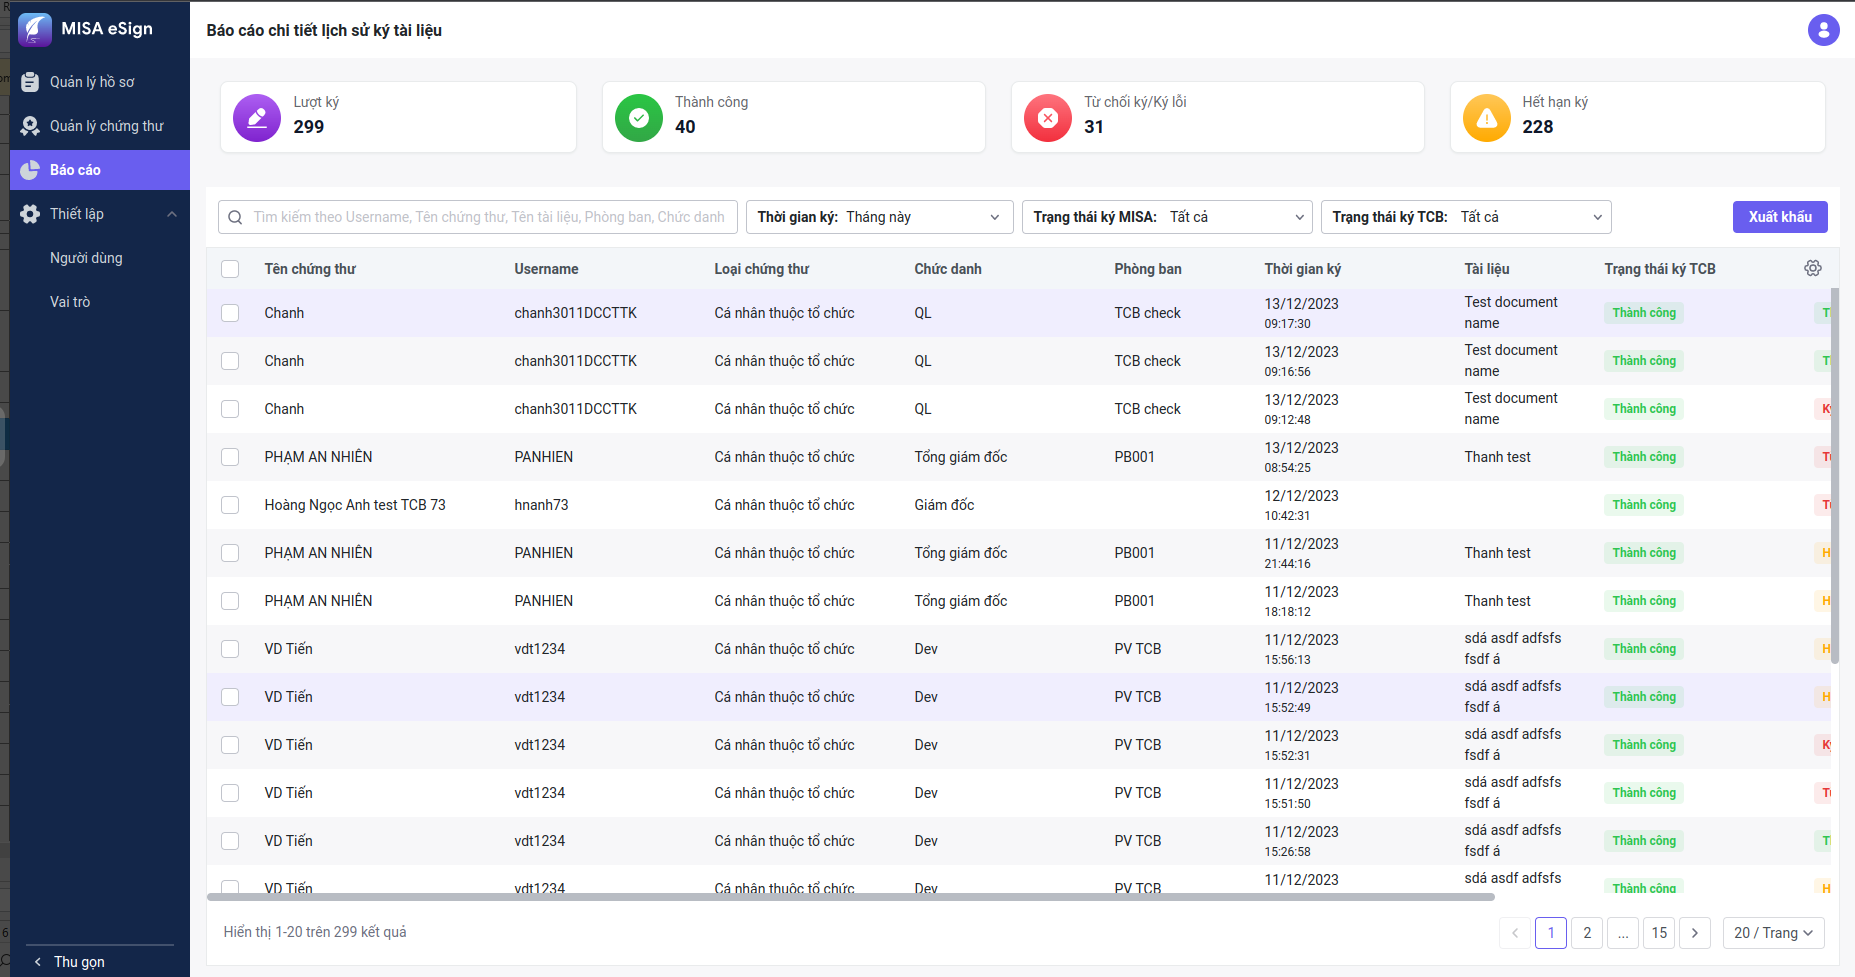 MISA eSign
Báo cáo chi tiết lịch sử ký tài liệu
Quản lý hồ sơ
Quản lý chứng thư
Báo cáo
Thiết lập
Người dùng
Vai trò
Thu gọn
Lượt ký
299
Thành công
40
Từ chối ký/Ký lỗi
31
Hết hạn ký
228
Tìm kiếm theo Username, Tên chứng thư, Tên tài liệu, Phòng ban, Chức danh
Thời gian ký: Tháng này
Trạng thái ký MISA: Tất cả
Trạng thái ký TCB: Tất cả
Xuất khẩu
Tên chứng thư Username Loại chứng thư Chức danh Phòng ban Thời gian ký Tài liệu Trạng thái ký TCB
Chanh chanh3011DCCTTK Cá nhân thuộc tổ chức QL TCB check 13/12/2023 09:17:30 Test document name Thành công
Chanh chanh3011DCCTTK Cá nhân thuộc tổ chức QL TCB check 13/12/2023 09:16:56 Test document name Thành công
Chanh chanh3011DCCTTK Cá nhân thuộc tổ chức QL TCB check 13/12/2023 09:12:48 Test document name Thành công
PHẠM AN NHIÊN PANHIEN Cá nhân thuộc tổ chức Tổng giám đốc PB001 13/12/2023 08:54:25 Thanh test Thành công
Hoàng Ngọc Anh test TCB 73 hnanh73 Cá nhân thuộc tổ chức Giám đốc 12/12/2023 10:42:31 Thành công
PHẠM AN NHIÊN PANHIEN Cá nhân thuộc tổ chức Tổng giám đốc PB001 11/12/2023 21:44:16 Thanh test Thành công
PHẠM AN NHIÊN PANHIEN Cá nhân thuộc tổ chức Tổng giám đốc PB001 11/12/2023 18:18:12 Thanh test Thành công
VD Tiến vdt1234 Cá nhân thuộc tổ chức Dev PV TCB 11/12/2023 15:56:13 sdá asdf adfsfs fsdf á Thành công
VD Tiến vdt1234 Cá nhân thuộc tổ chức Dev PV TCB 11/12/2023 15:52:49 sdá asdf adfsfs fsdf á Thành công
VD Tiến vdt1234 Cá nhân thuộc tổ chức Dev PV TCB 11/12/2023 15:52:31 sdá asdf adfsfs fsdf á Thành công
VD Tiến vdt1234 Cá nhân thuộc tổ chức Dev PV TCB 11/12/2023 15:51:50 sdá asdf adfsfs fsdf á Thành công
VD Tiến vdt1234 Cá nhân thuộc tổ chức Dev PV TCB 11/12/2023 15:26:58 sdá asdf adfsfs fsdf á Thành công
VD Tiến vdt1234 Cá nhân thuộc tổ chức Dev PV TCB 11/12/2023 sdá asdf adfsfs Thành công
Hiển thị 1-20 trên 299 kết quả
1 2 ... 15 20 / Trang